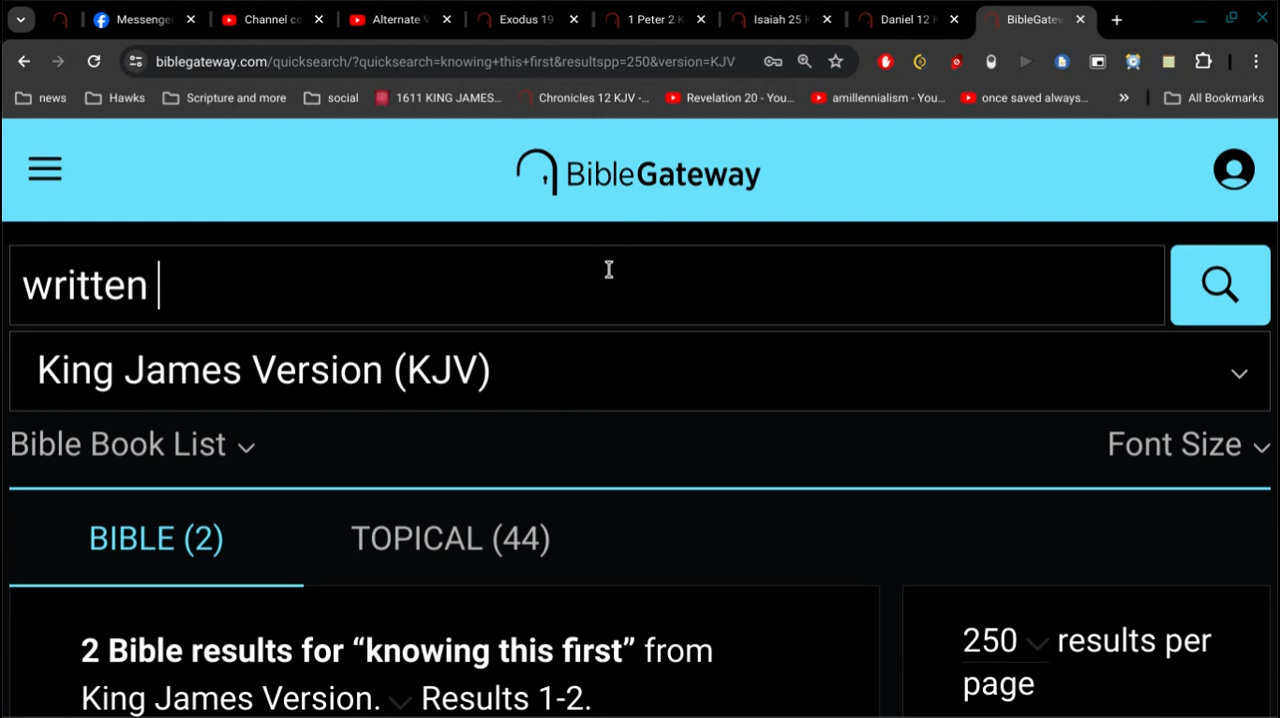 Messenge
Channel co
Alternate V
Exodus 19
1 Peter 2 K
Isaiah 25 K
Daniel 12 K
BibleGatew
biblegateway.com/quicksearch/?quicksearch=knowing+this+first&resultspp=250&version=KJV
news
Hawks
Scripture and more
social
1611 KING JAMES...
Chronicles 12 KJV -...
Revelation 20 - You...
amillennialism - You...
once saved always...
»
All Bookmarks
BibleGateway
written
King James Version (KJV)
Bible Book List
Font Size
BIBLE (2)
TOPICAL (44)
2 Bible results for “knowing this first” from
King James Version. Results 1-2.
250 results per
page